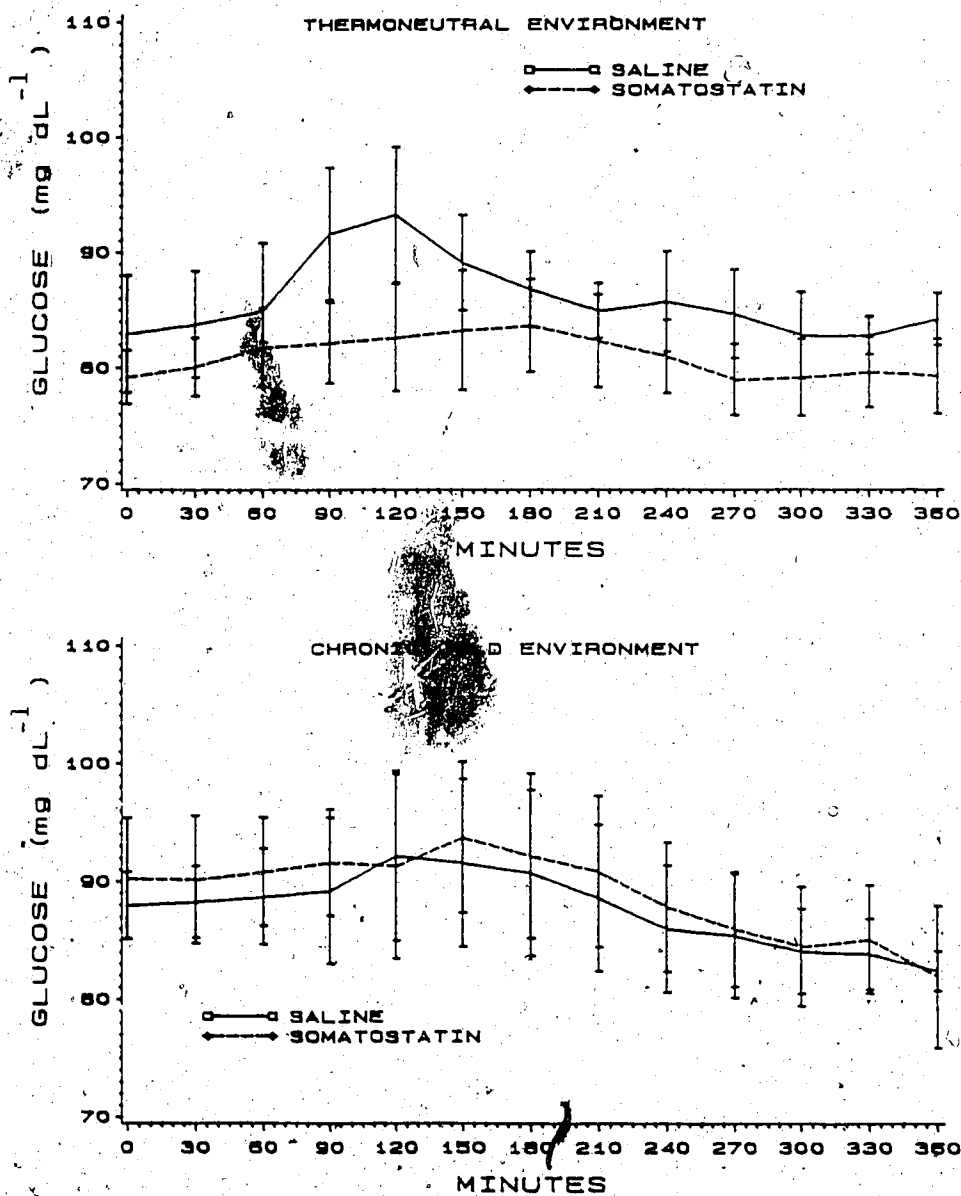 THERMONEUTRAL ENVIRONMENT
SALINE
SOMATOSTATIN
GLUCOSE (mg dL-1)
110
100
90
80
70
0 30 60 90 120 150 180 210 240 270 300 330 360
MINUTES
ENVIRONMENT
SALINE
SOMATOSTATIN
GLUCOSE (mg dL-1)
110
100
90
80
70
0 30 60 90 120 150 180 210 240 270 300 330 360
MINUTES